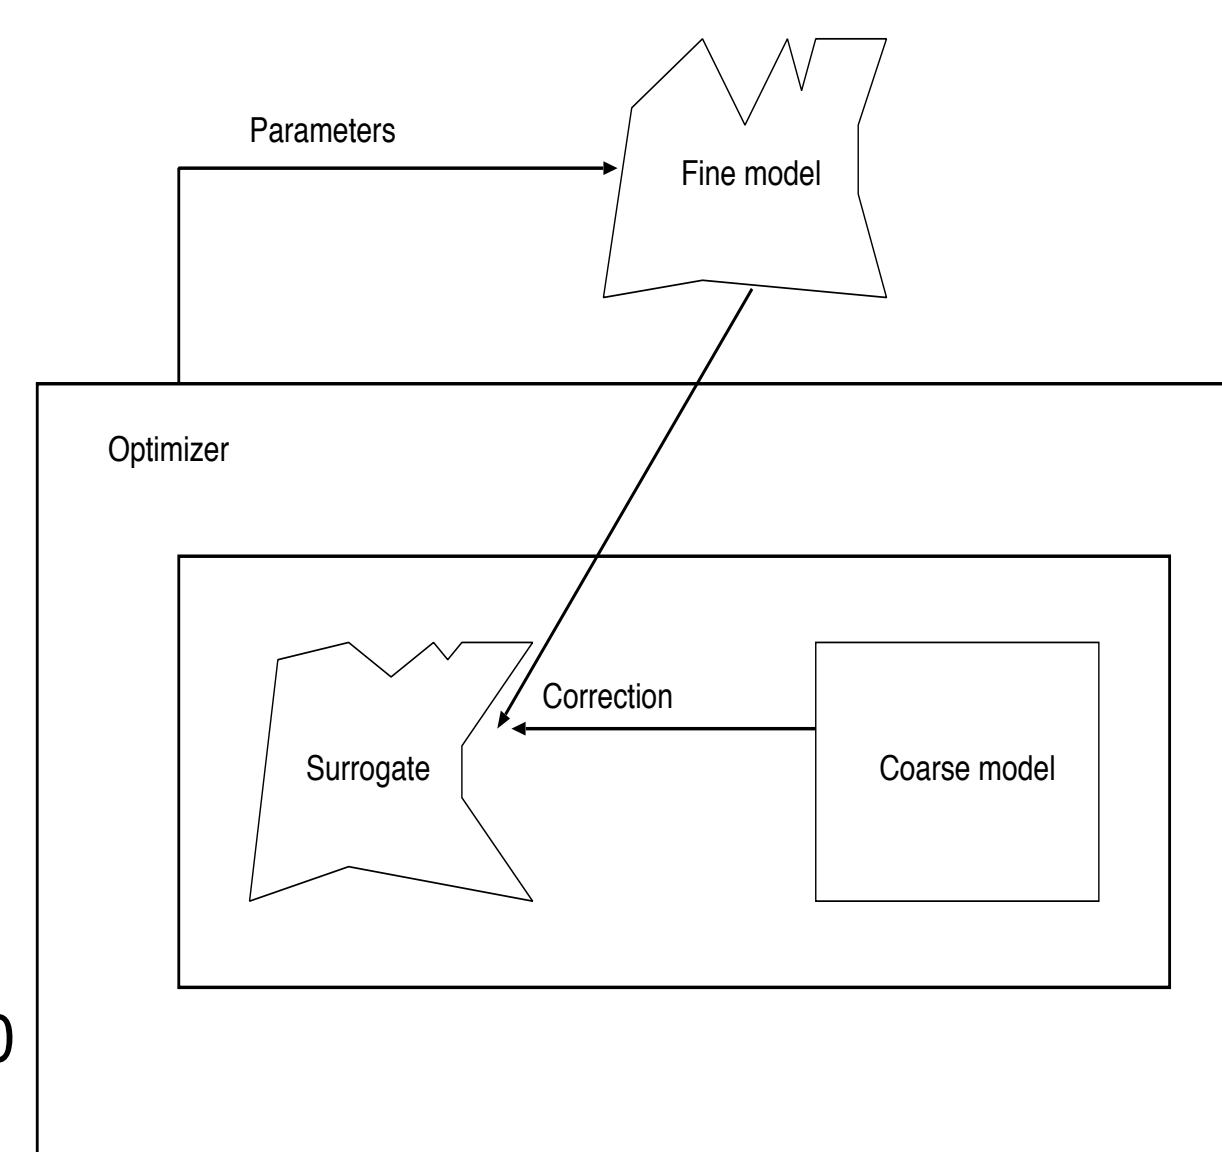 Parameters
Fine model
Optimizer
Correction
Surrogate
Coarse model